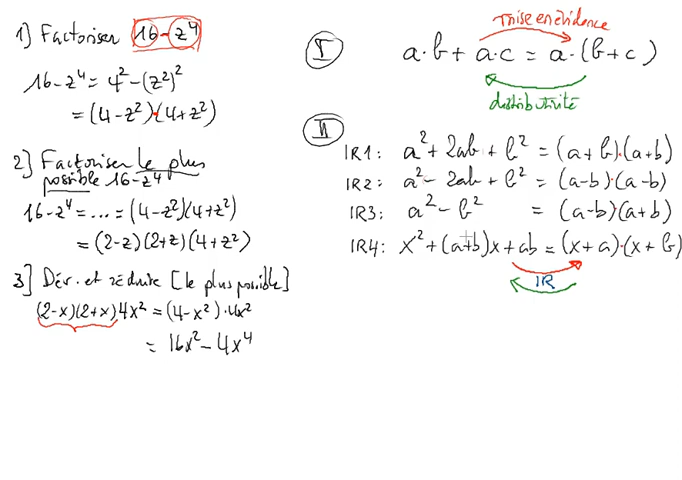 1) Factoriser 16-z⁴
16-z⁴ = 4² - (z²)²
= (4-z²)·(4+z²)
2) Factoriser le plus
possible 16-z⁴
16-z⁴ = ... = (4-z²)(4+z²)
= (2-z)(2+z)(4+z²)
3] Dév. et réduire [le plus possible]
(2-x)(2+x)4x² = (4-x²)·4x²
= 16x² - 4x⁴
Mise en évidence
I a·b + a·c = a·(b+c)
distributivité
II
IR1: a² + 2ab + b² = (a+b)·(a+b)
IR2: a² - 2ab + b² = (a-b)·(a-b)
IR3: a² - b² = (a-b)·(a+b)
IR4: x² + (a+b)x + ab = (x+a)·(x+b)
IR